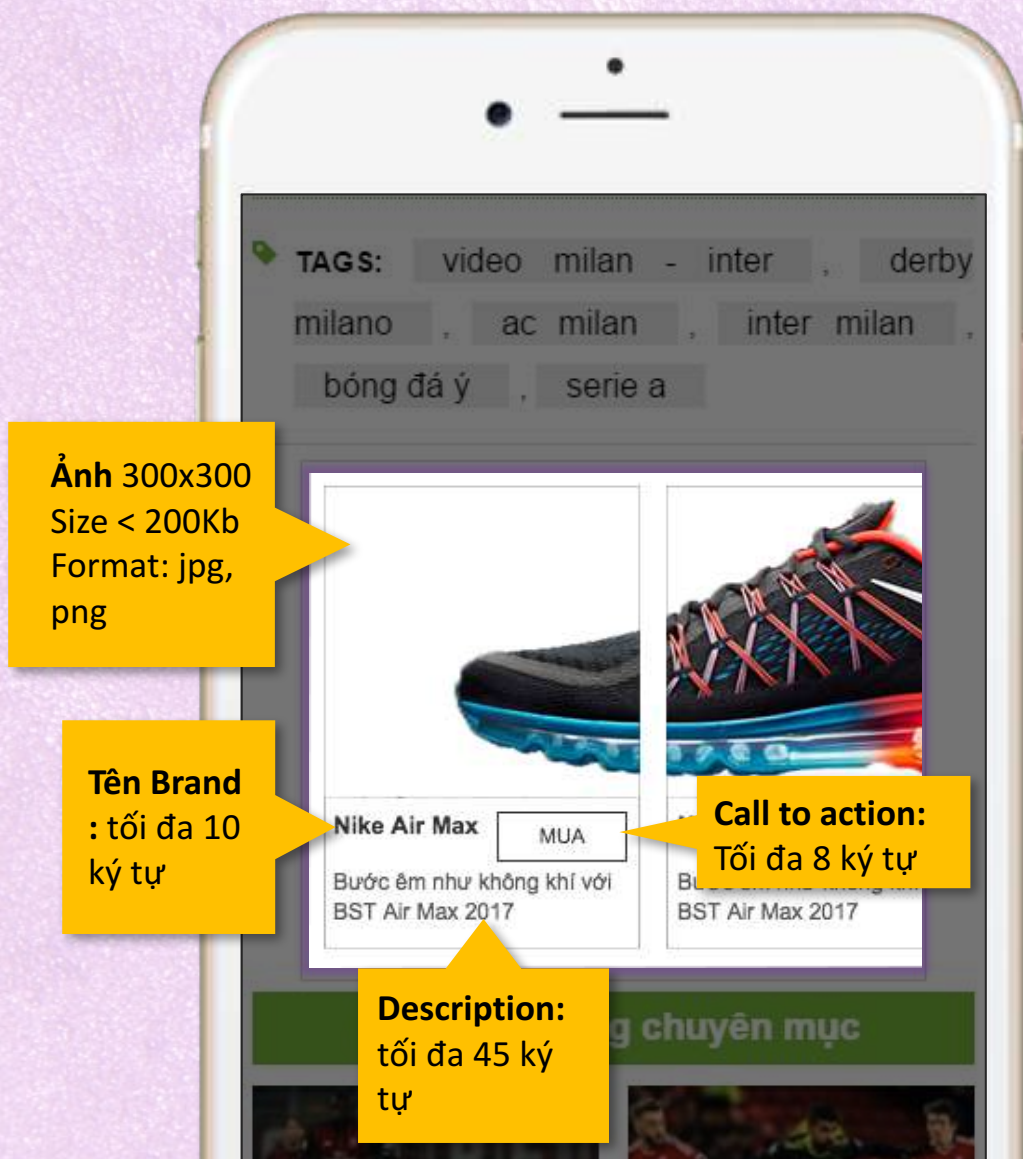 TAGS: video milan - inter , derby
milano , ac milan , inter milan ,
bóng đá ý , serie a
Ảnh 300x300
Size < 200Kb
Format: jpg,
png
Tên Brand
: tối đa 10
ký tự
Nike Air Max
MUA
Call to action:
Tối đa 8 ký tự
Bước êm như không khí với
BST Air Max 2017
BST Air Max 2017
Description:
tối đa 45 ký
tự
chuyên mục